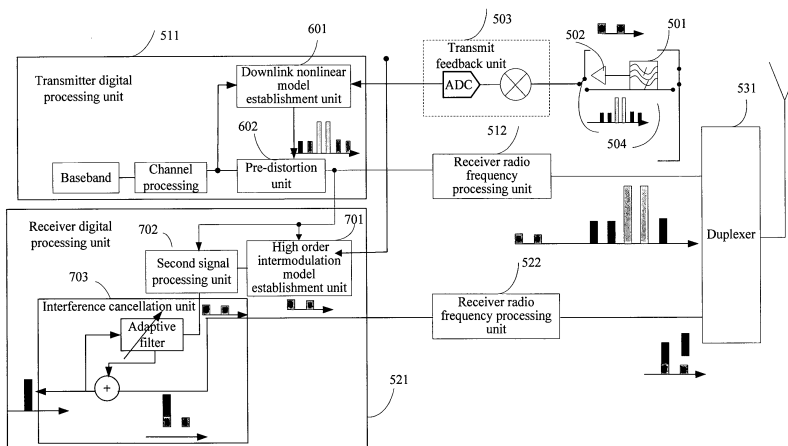 511
601
503
502
501
Transmitter digital
processing unit
Downlink nonlinear
model
establishment unit
Transmit
feedback unit
ADC
504
531
602
512
Baseband
Channel
processing
Pre-distortion
unit
Receiver radio
frequency
processing unit
Receiver digital
processing unit
702
701
Second signal
processing unit
High order
intermodulation
model
establishment unit
522
Duplexer
703
Interference cancellation unit
Adaptive
filter
Receiver radio
frequency processing
unit
+
521